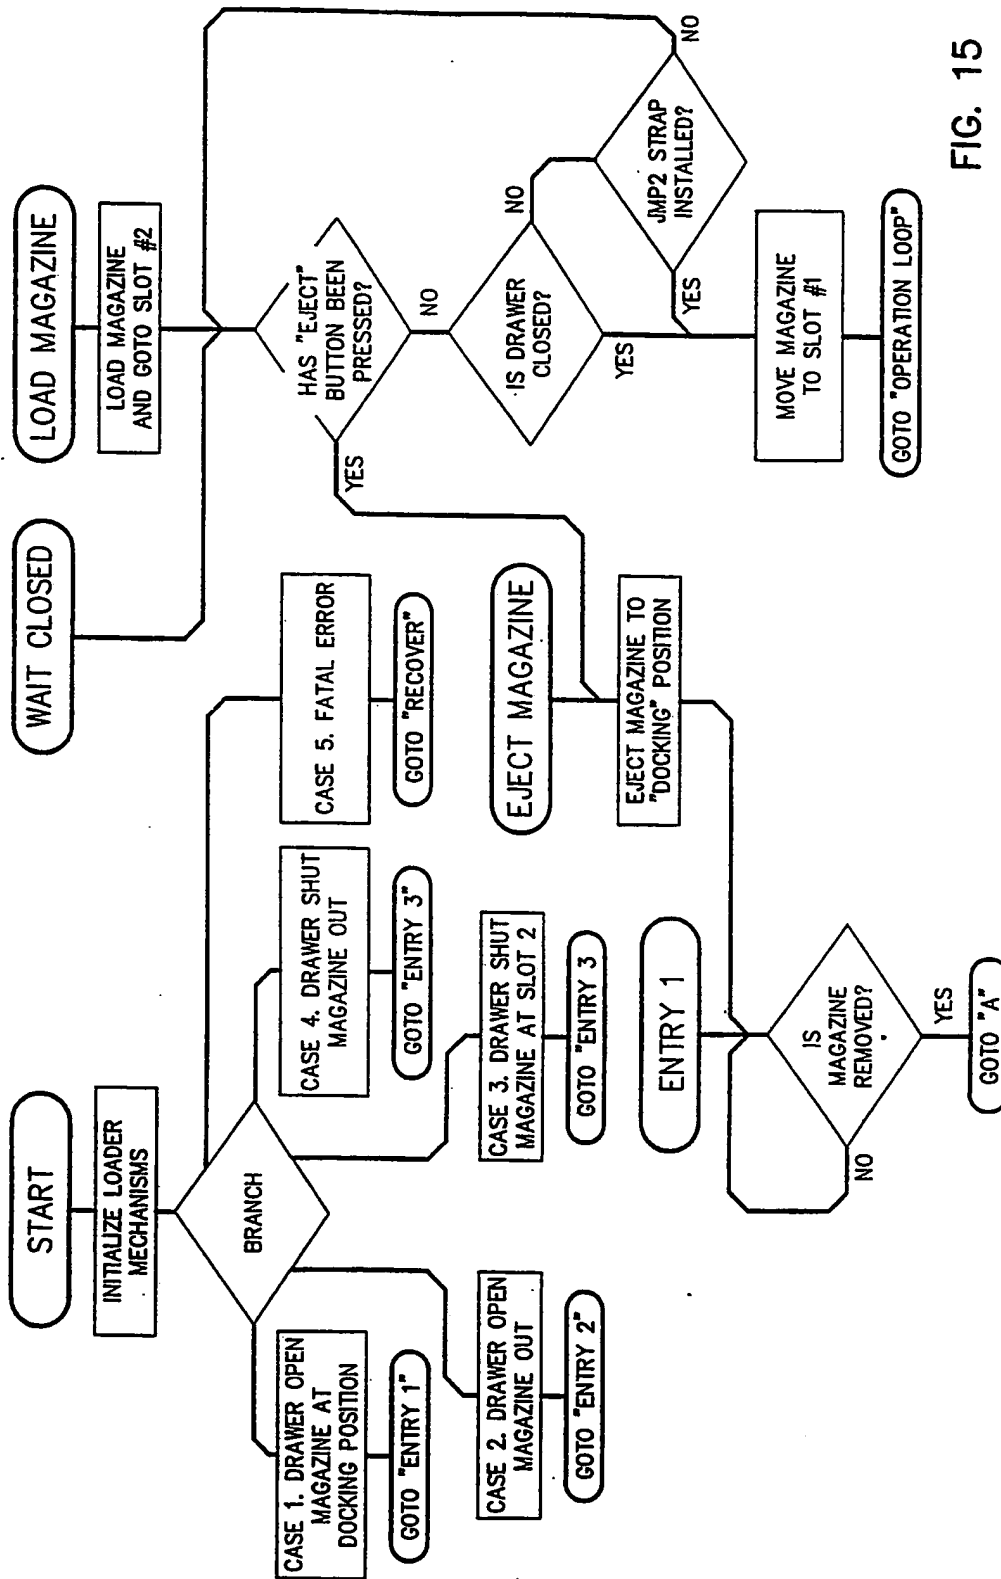 START
INITIALIZE LOADER
MECHANISMS
BRANCH
CASE 1. DRAWER OPEN
MAGAZINE AT
DOCKING POSITION
GOTO "ENTRY 1"
CASE 2. DRAWER OPEN
MAGAZINE OUT
GOTO "ENTRY 2"
CASE 3. DRAWER SHUT
MAGAZINE AT SLOT 2
GOTO "ENTRY 3
CASE 4. DRAWER SHUT
MAGAZINE OUT
GOTO "ENTRY 3"
CASE 5. FATAL ERROR
GOTO "RECOVER"
ENTRY 1
IS
MAGAZINE
REMOVED?
NO
YES
GOTO "A"
EJECT MAGAZINE
EJECT MAGAZINE TO
"DOCKING" POSITION
WAIT CLOSED
LOAD MAGAZINE
LOAD MAGAZINE
AND GOTO SLOT #2
HAS "EJECT"
BUTTON BEEN
PRESSED?
YES
NO
IS DRAWER
CLOSED?
NO
YES
JMP2 STRAP
INSTALLED?
NO
YES
MOVE MAGAZINE
TO SLOT #1
GOTO "OPERATION LOOP"
FIG. 15